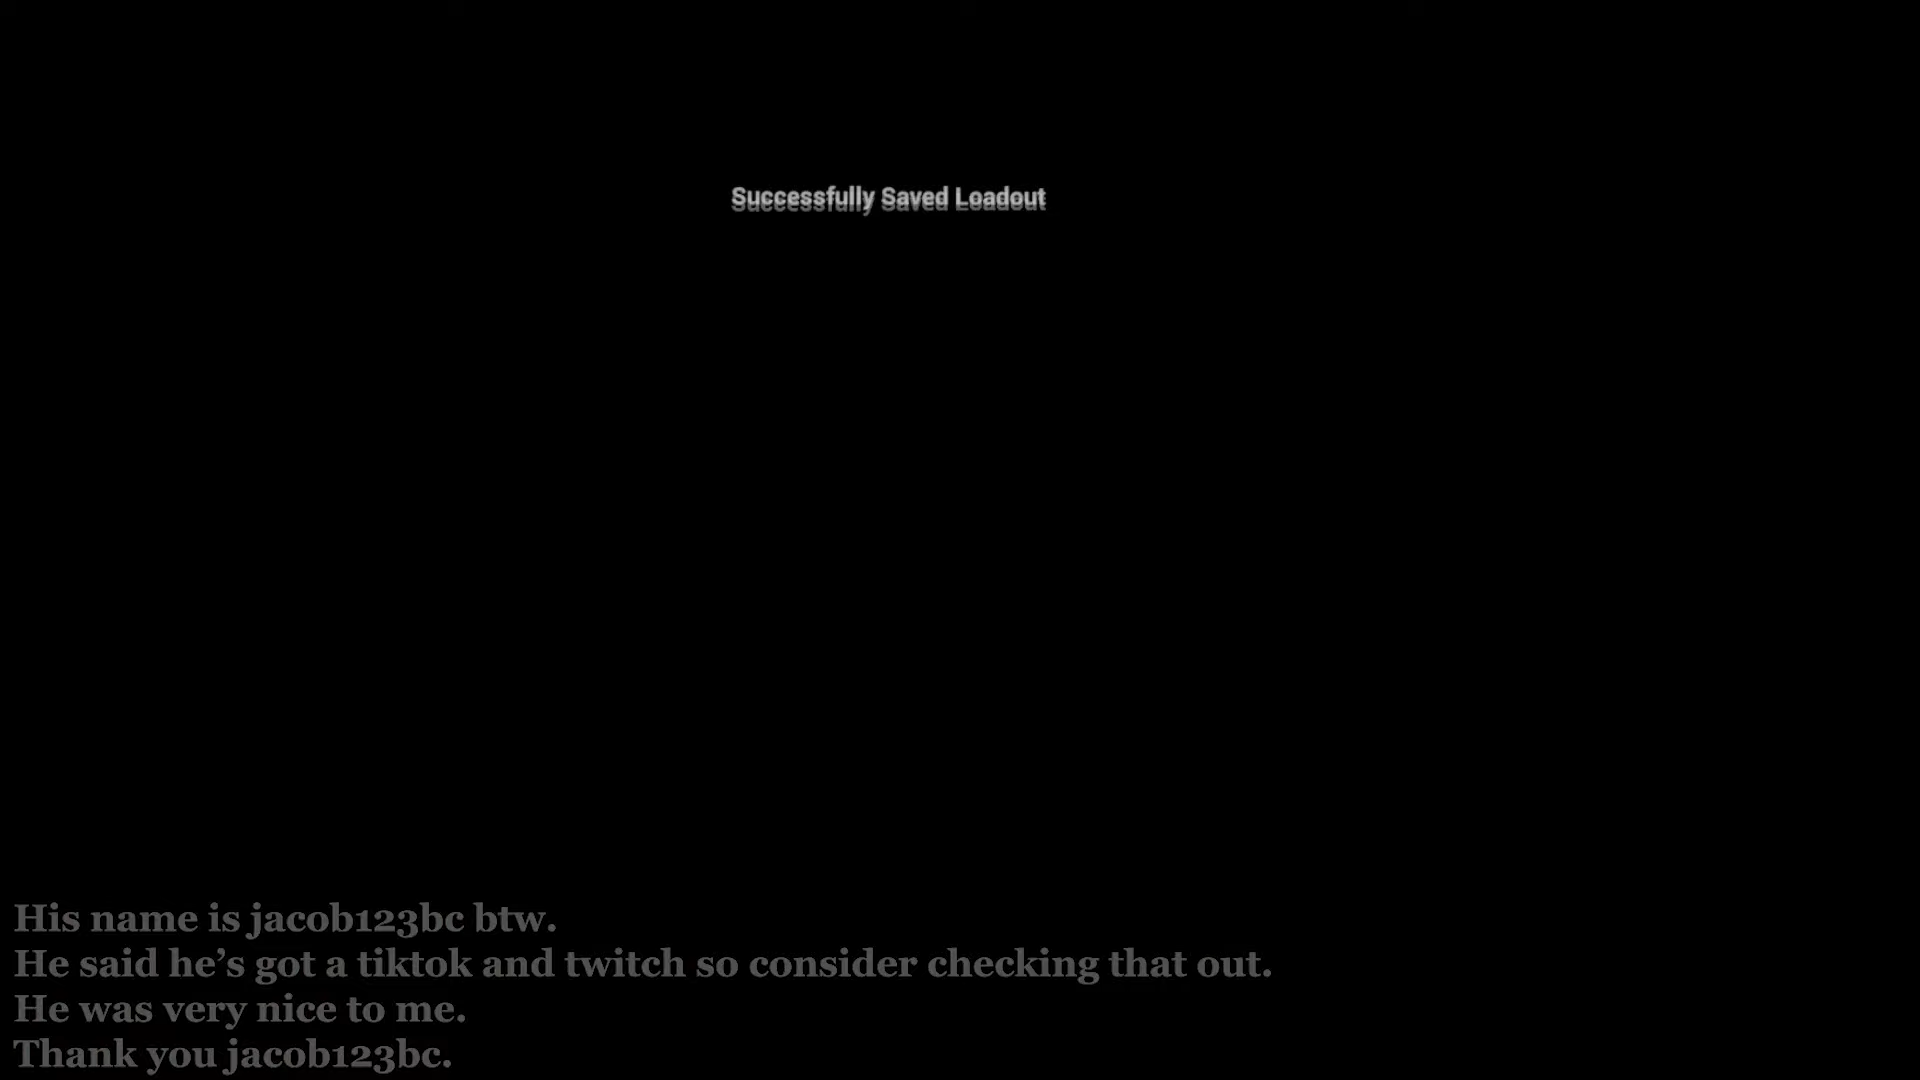 Successfully Saved Loadout
His name is jacob123bc btw.
He said he’s got a tiktok and twitch so consider checking that out.
He was very nice to me.
Thank you jacob123bc.